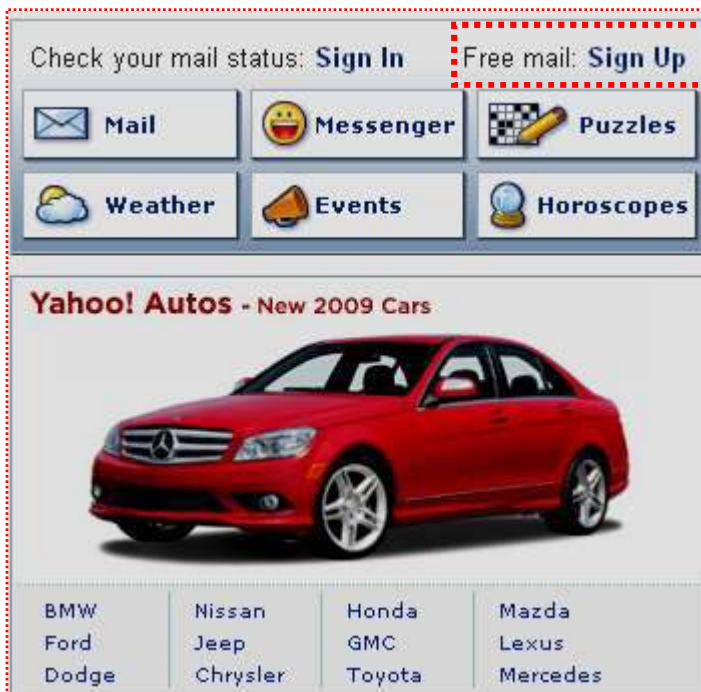 Check your mail status: Sign In Free mail: Sign Up
Mail Messenger Puzzles
Weather Events Horoscopes
Yahoo! Autos - New 2009 Cars
BMW Nissan Honda Mazda
Ford Jeep GMC Lexus
Dodge Chrysler Toyota Mercedes